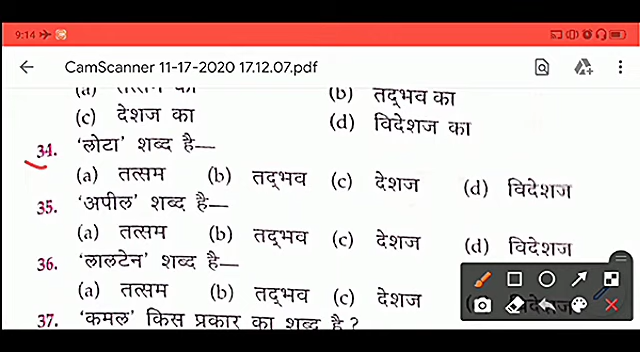 9:14
CamScanner 11-17-2020 17.12.07.pdf
(a) तत्सम का (b) तद्भव का
(c) देशज का (d) विदेशज का
34. 'लोटा' शब्द है—
(a) तत्सम (b) तद्भव (c) देशज (d) विदेशज
35. 'अपील' शब्द है—
(a) तत्सम (b) तद्भव (c) देशज (d) विदेशज
36. 'लालटेन' शब्द है—
(a) तत्सम (b) तद्भव (c) देशज
37. 'कमल' किस प्रकार का शब्द है ?